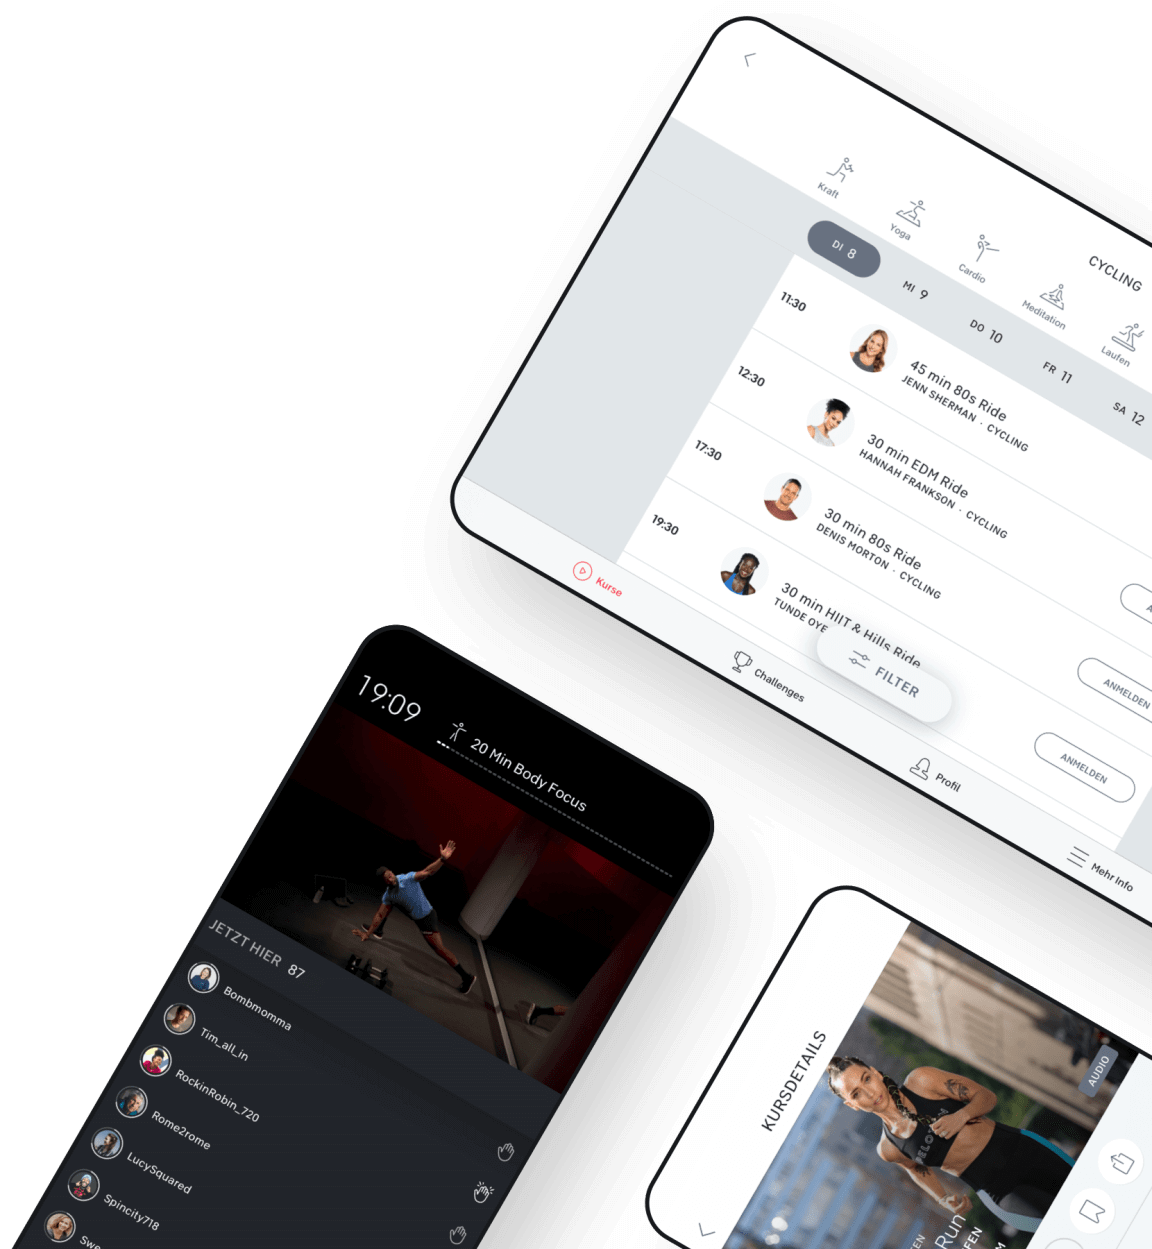 CYCLING
Kraft
Yoga
Cardio
Meditation
Laufen
DI 8
MI 9
DO 10
FR 11
SA 12
11:30
45 min 80s Ride
JENN SHERMAN · CYCLING
12:30
30 min EDM Ride
HANNAH FRANKSON · CYCLING
17:30
30 min 80s Ride
DENIS MORTON · CYCLING
19:30
30 min HIIT & Hills Ride
TUNDE OYE
ANMELDEN
ANMELDEN
FILTER
Kurse
Challenges
Profil
Mehr Info
19:09
20 Min Body Focus
JETZT HIER 87
Bombmomma
Tim_all_in
RockinRobin_720
Rome2rome
LucySquared
Spincity718
Swe
KURSDETAILS
AUDIO
Run